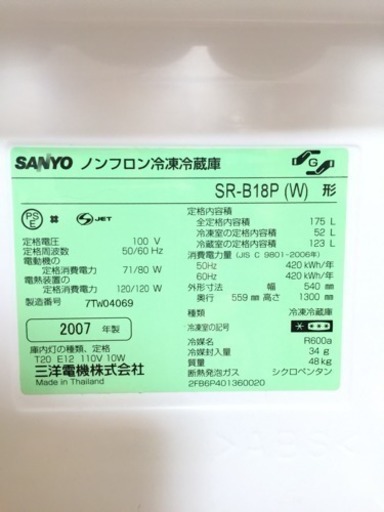 SANYO ノンフロン冷凍冷蔵庫
G
SR-B18P (W) 形
PS E JET
定格電圧 100 V
定格周波数 50/60 Hz
電動機の
定格消費電力 71/80 W
電熱装置の
定格消費電力 120/120 W
製造番号 7TW04069
2007 年製
庫内灯の種類、定格
T20 E12 110V 10W
Made in Thailand
三洋電機株式会社
定格内容積
全定格内容積 175 L
冷凍室の定格内容積 52 L
冷蔵室の定格内容積 123 L
消費電力量 (JIS C 9801-2006年)
50Hz 420 kWh/年
60Hz 420 kWh/年
外形寸法 幅 540 mm
奥行 559 mm 高さ 1300 mm
種類 冷凍冷蔵庫
冷凍室の記号
冷媒名 R600a
冷媒封入量 34 g
質量 48 kg
断熱発泡ガス シクロペンタン
2FB6P401360020